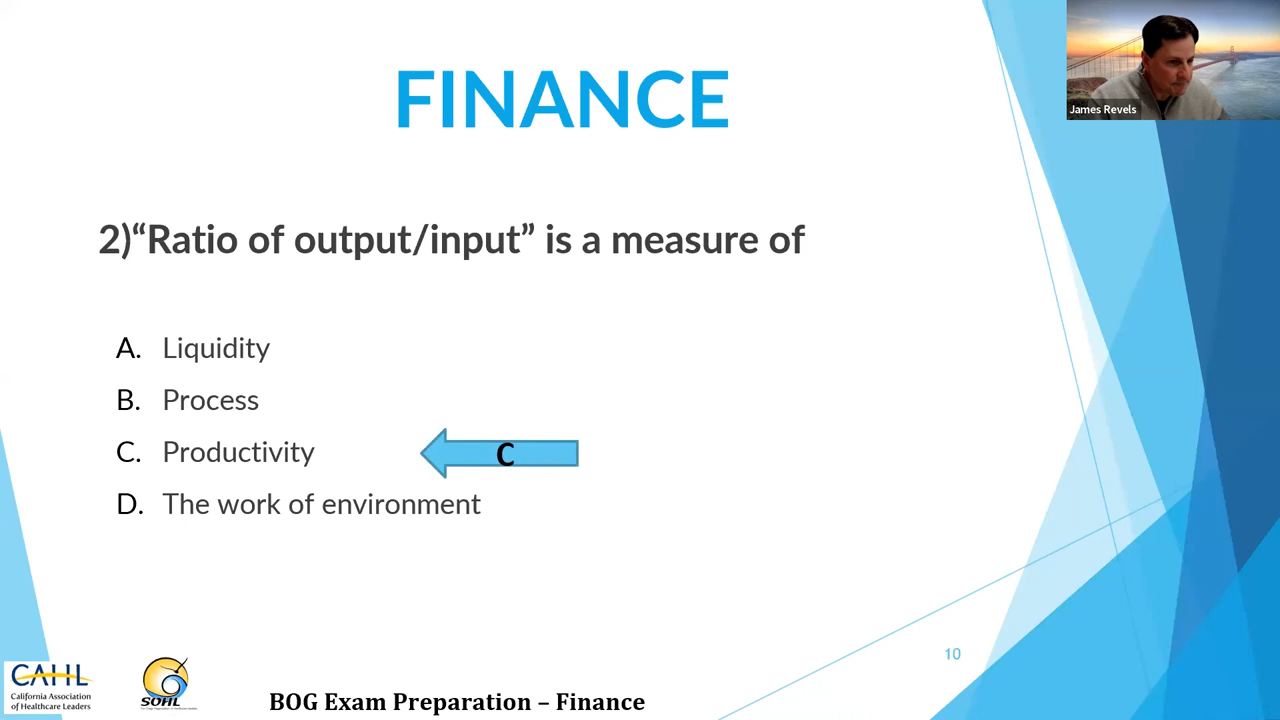 James Revels
FINANCE
2)“Ratio of output/input” is a measure of
A. Liquidity
B. Process
C. Productivity
C
D. The work of environment
10
CAHL
California Association
of Healthcare Leaders
SOHL
BOG Exam Preparation – Finance